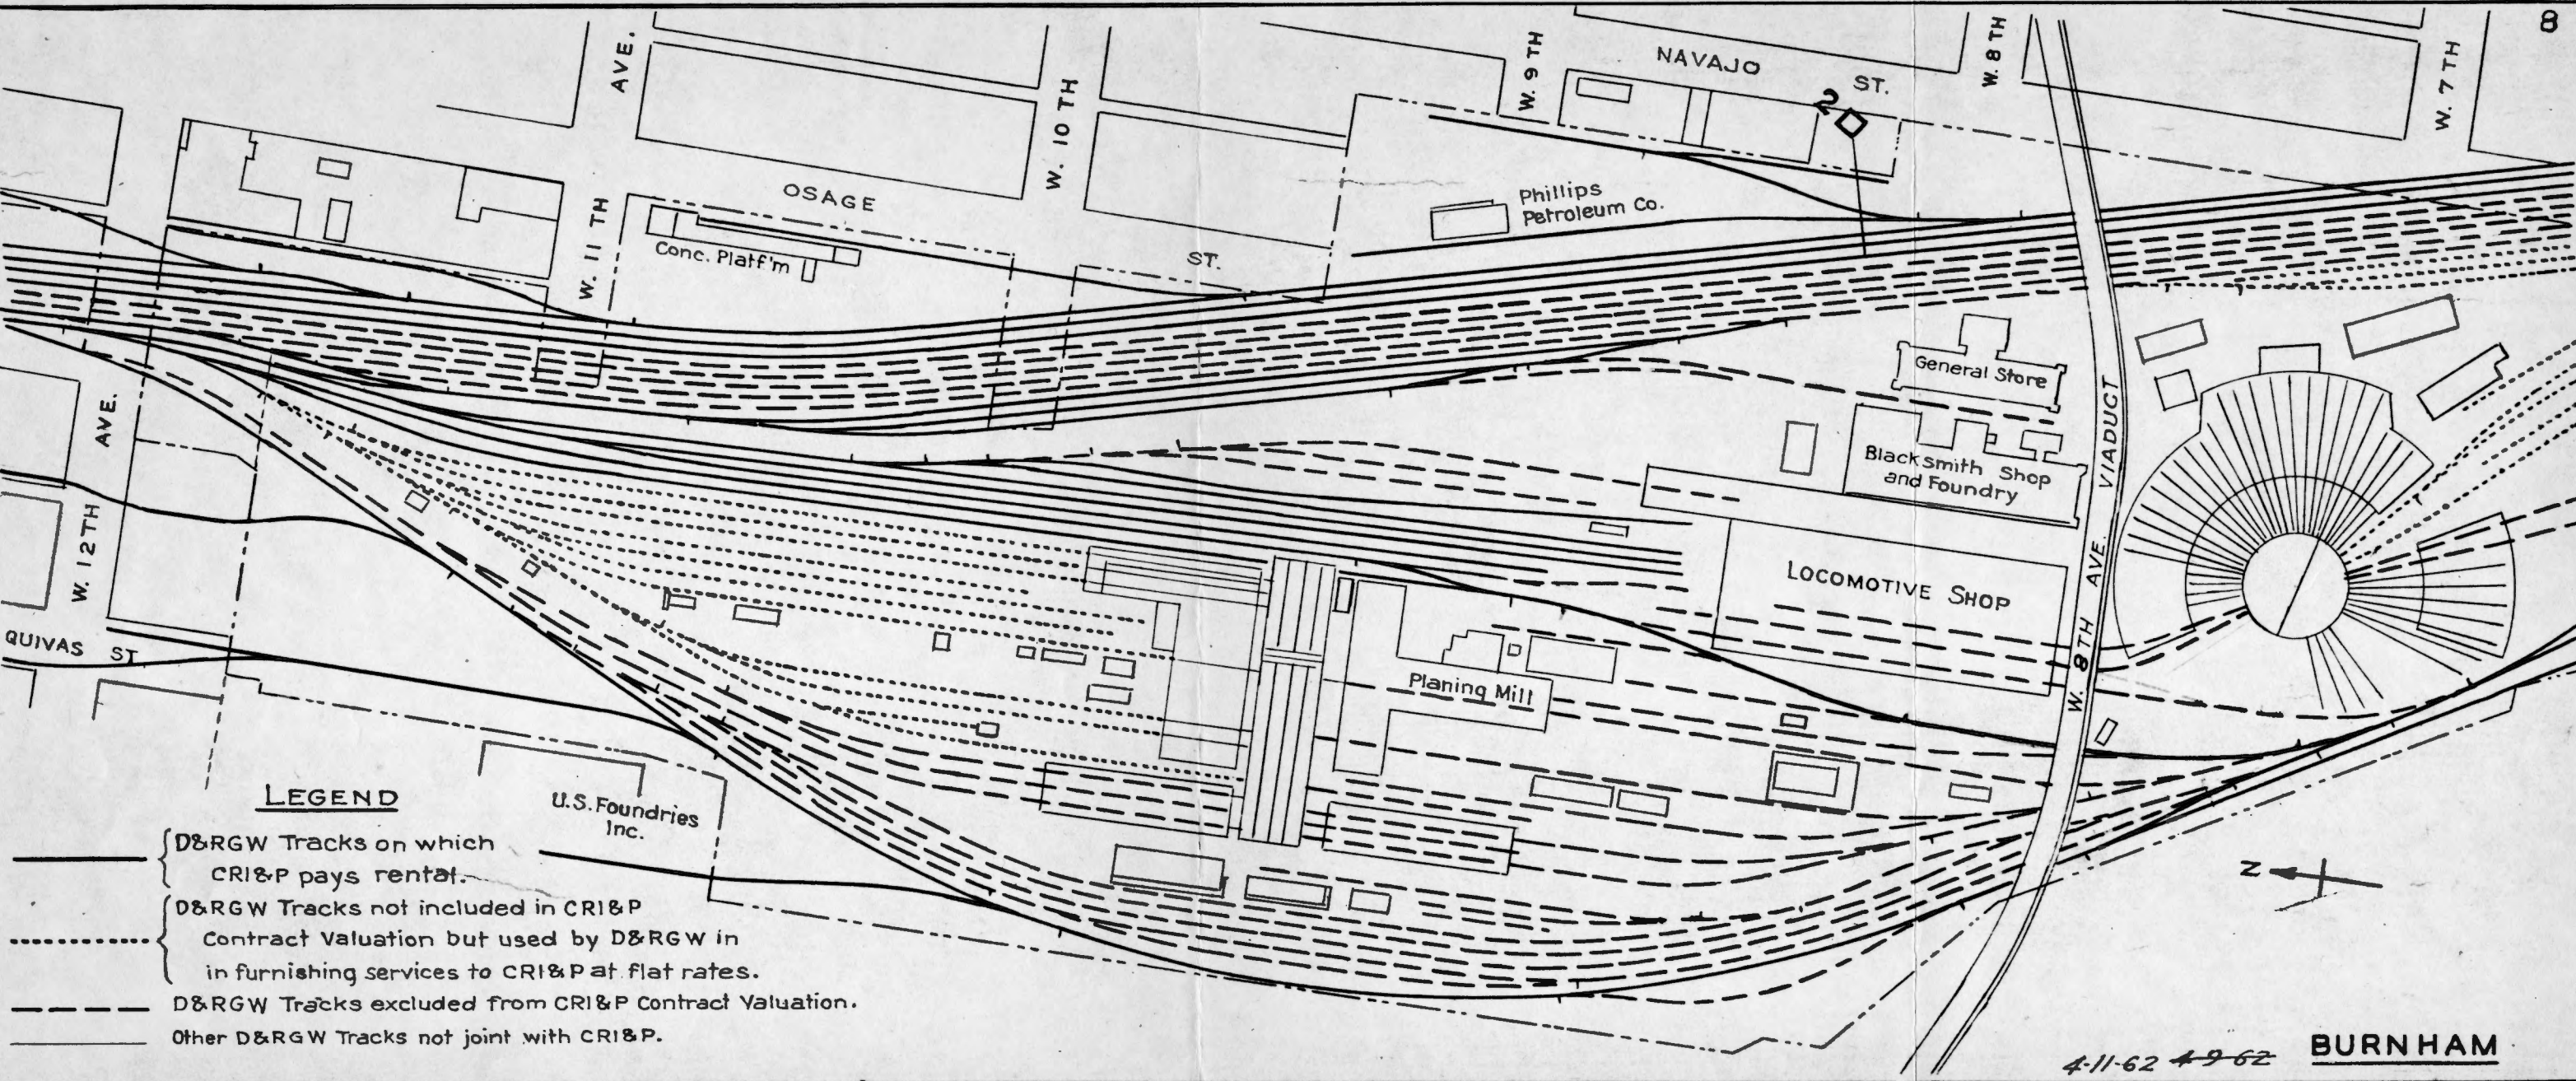 8
AVE.
W. 10 TH
W. 9 TH
NAVAJO ST.
W. 8 TH
W. 7 TH
2
OSAGE ST.
W. 11 TH
Conc. Platf'm
Phillips
Petroleum Co.
General Store
Blacksmith Shop
and Foundry
W. 8TH AVE. VIADUCT
LOCOMOTIVE SHOP
Planing Mill
W. 12TH AVE.
QUIVAS ST.
U.S. Foundries
Inc.
LEGEND
D&RGW Tracks on which
CRI&P pays rental.
D&RGW Tracks not included in CRI&P
Contract Valuation but used by D&RGW in
in furnishing services to CRI&P at flat rates.
D&RGW Tracks excluded from CRI&P Contract Valuation.
Other D&RGW Tracks not joint with CRI&P.
N
4-11-62 4-9-62
BURNHAM